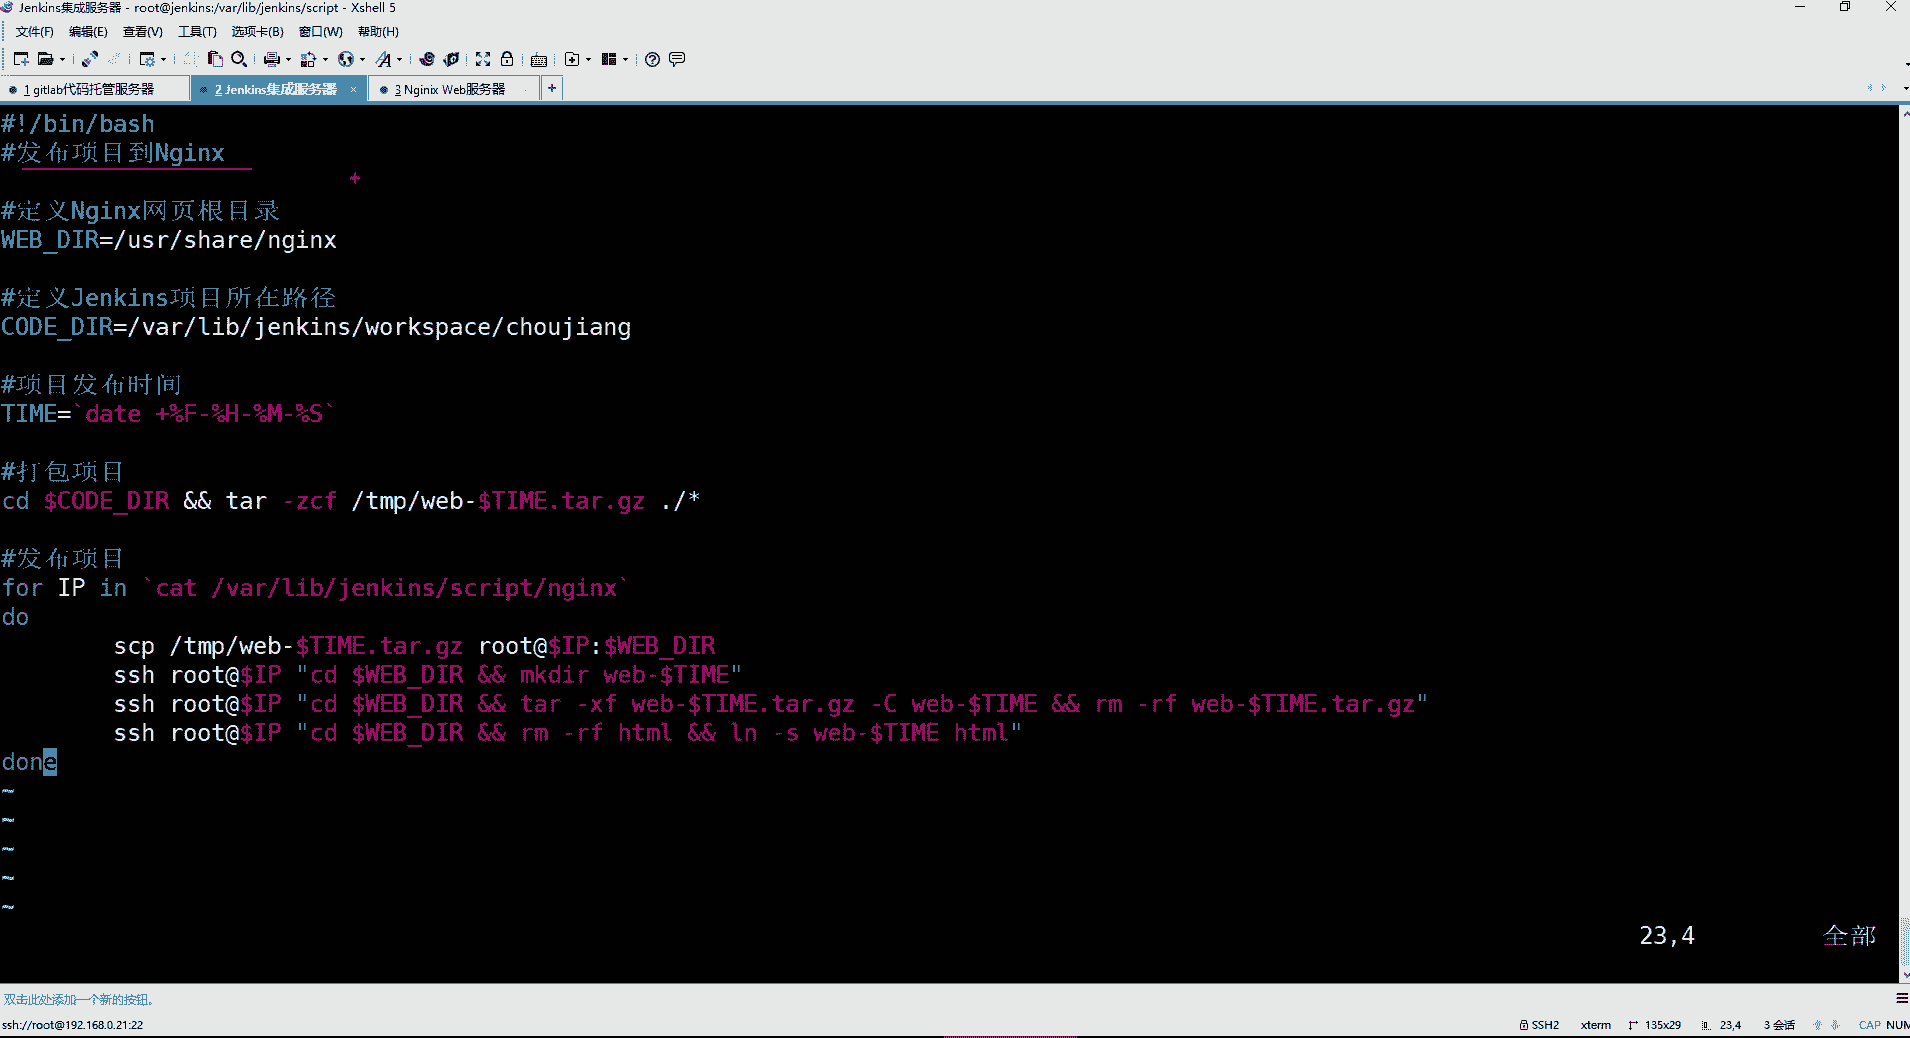 Jenkins集成服务器 - root@jenkins:/var/lib/jenkins/script - Xshell 5
文件(F) 编辑(E) 查看(V) 工具(T) 选项卡(B) 窗口(W) 帮助(H)
1 gitlab代码托管服务器 2 Jenkins集成服务器 × 3 Nginix Web服务器 +
#!/bin/bash
#发布项目到Nginx
#定义Nginx网页根目录
WEB_DIR=/usr/share/nginx
#定义Jenkins项目所在路径
CODE_DIR=/var/lib/jenkins/workspace/choujiang
#项目发布时间
TIME=`date +%F-%H-%M-%S`
#打包项目
cd $CODE_DIR && tar -zcf /tmp/web-$TIME.tar.gz ./*
#发布项目
for IP in `cat /var/lib/jenkins/script/nginx`
do
scp /tmp/web-$TIME.tar.gz root@$IP:$WEB_DIR
ssh root@$IP "cd $WEB_DIR && mkdir web-$TIME"
ssh root@$IP "cd $WEB_DIR && tar -xf web-$TIME.tar.gz -C web-$TIME && rm -rf web-$TIME.tar.gz"
ssh root@$IP "cd $WEB_DIR && rm -rf html && ln -s web-$TIME html"
done
~
~
~
~
~
23,4 全部
双击此处添加一个新的按钮。
ssh://root@192.168.0.21:22 SSH2 xterm 135x29 23,4 3 会话 CAP NUM